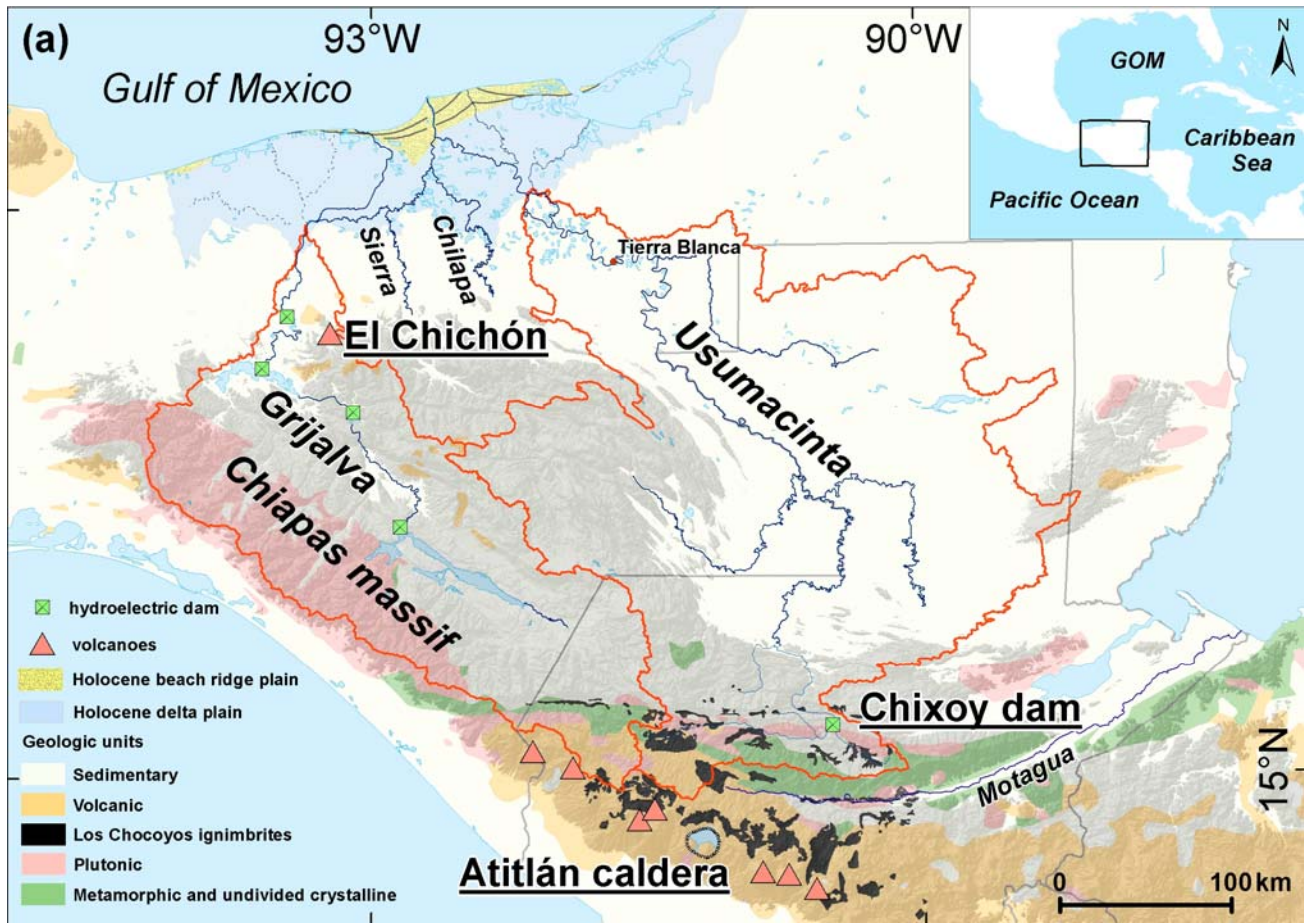 (a)
93°W
90°W
Gulf of Mexico
N
GOM
Caribbean
Sea
Pacific Ocean
Sierra
Chilapa
Tierra Blanca
El Chichón
Usumacinta
Grijalva
Chiapas massif
Chixoy dam
Motagua
15°N
Atitlán caldera
hydroelectric dam
volcanoes
Holocene beach ridge plain
Holocene delta plain
Geologic units
Sedimentary
Volcanic
Los Chocoyos ignimbrites
Plutonic
Metamorphic and undivided crystalline
0 100 km